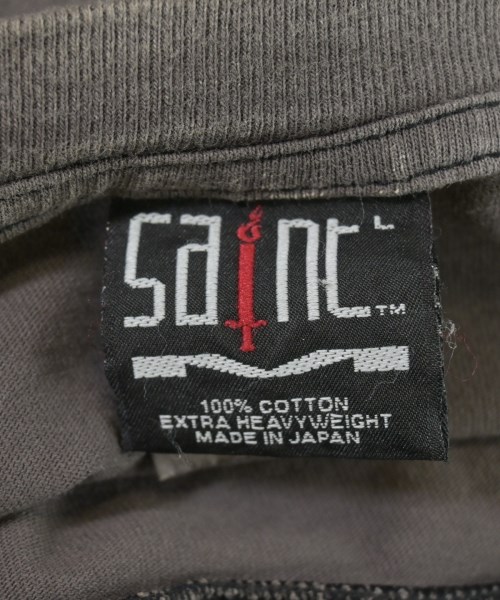 saint L
TM
100% COTTON
EXTRA HEAVYWEIGHT
MADE IN JAPAN